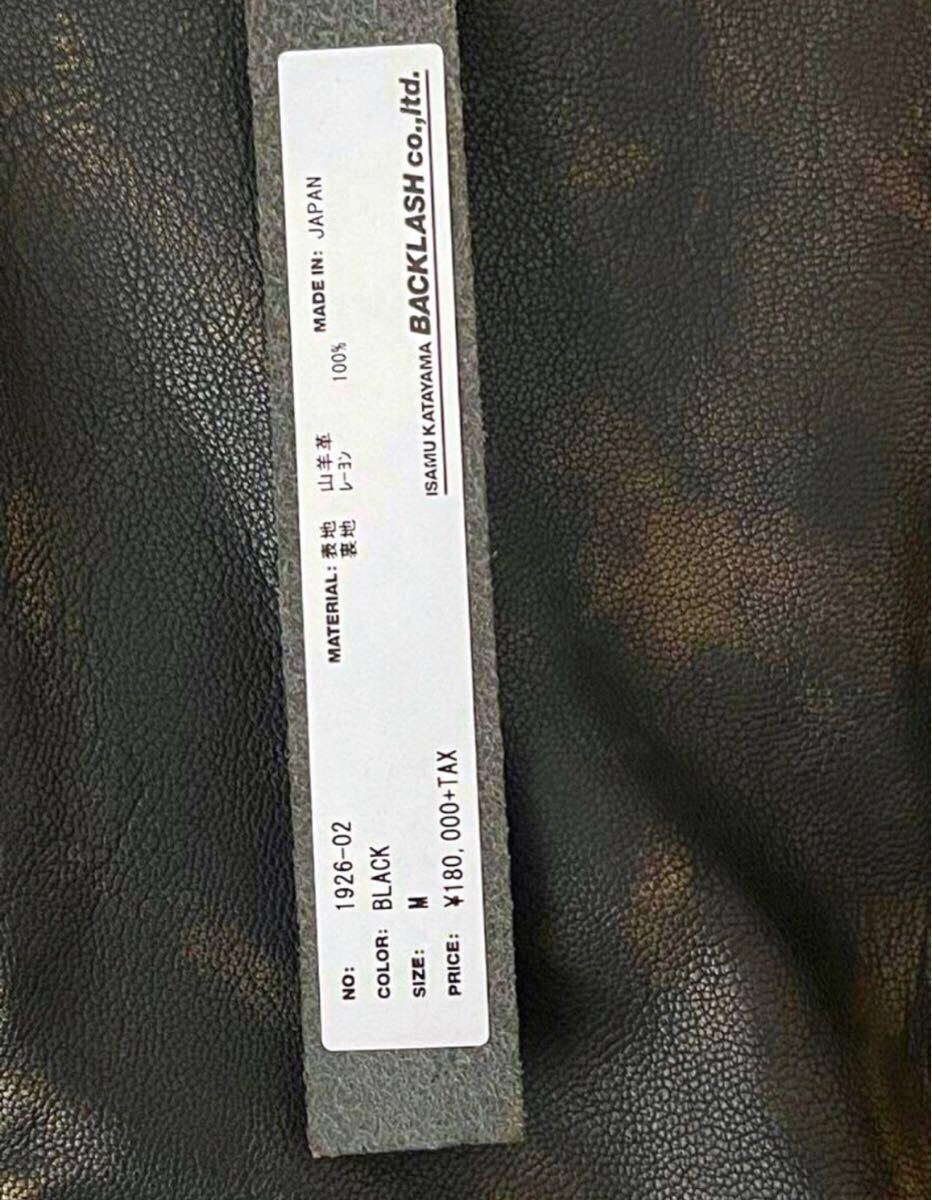 NO: 1926-02 MATERIAL: 表地 山羊革 MADE IN: JAPAN
裏地 レーヨン 100%
COLOR: BLACK
SIZE: M
PRICE: ¥180,000+TAX
ISAMU KATAYAMA BACKLASH co.,ltd.